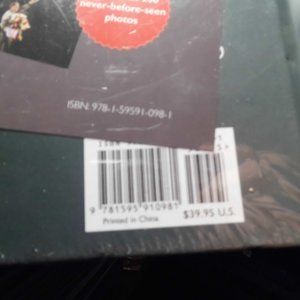 never-before-seen
photos
ISBN: 978-1-59591-098-1
9 781595 910981
$39.95 U.S.
Printed in China